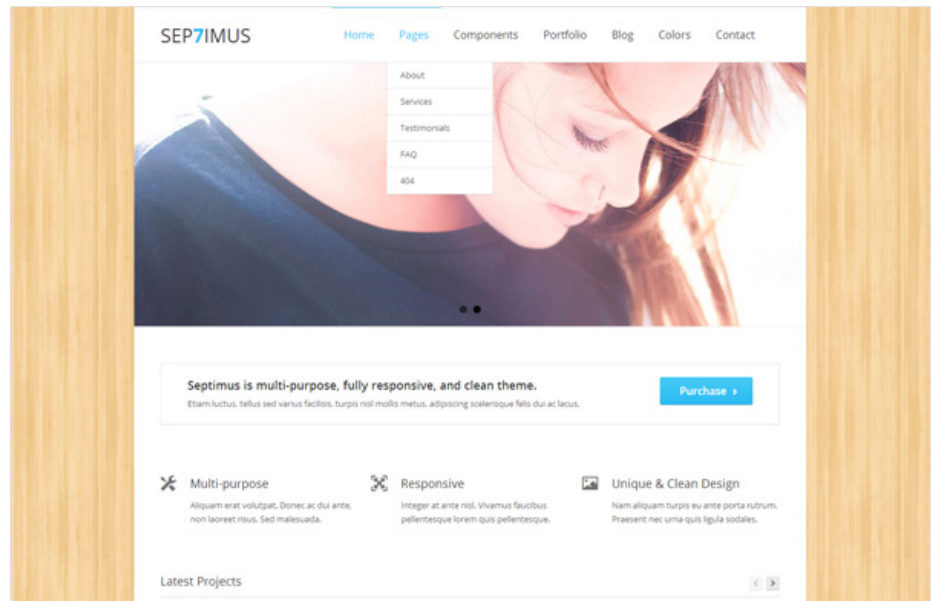 SEP7IMUS
Home Pages Components Portfolio Blog Colors Contact
About
Services
Testimonials
FAQ
404
Septimus is multi-purpose, fully responsive, and clean theme.
Etiam luctus, tellus sed varius facilisis, turpis nisl mollis metus, adipiscing scelerisque felis dui ac lacus.
Purchase ›
Multi-purpose
Aliquam erat volutpat. Donec ac dui ante,
non laoreet risus. Sed malesuada.
Responsive
Integer at ante nisl. Vivamus faucibus
pellentesque lorem quis pellentesque.
Unique & Clean Design
Nam aliquam turpis eu ante porta rutrum.
Praesent nec urna quis ligula sodales.
Latest Projects